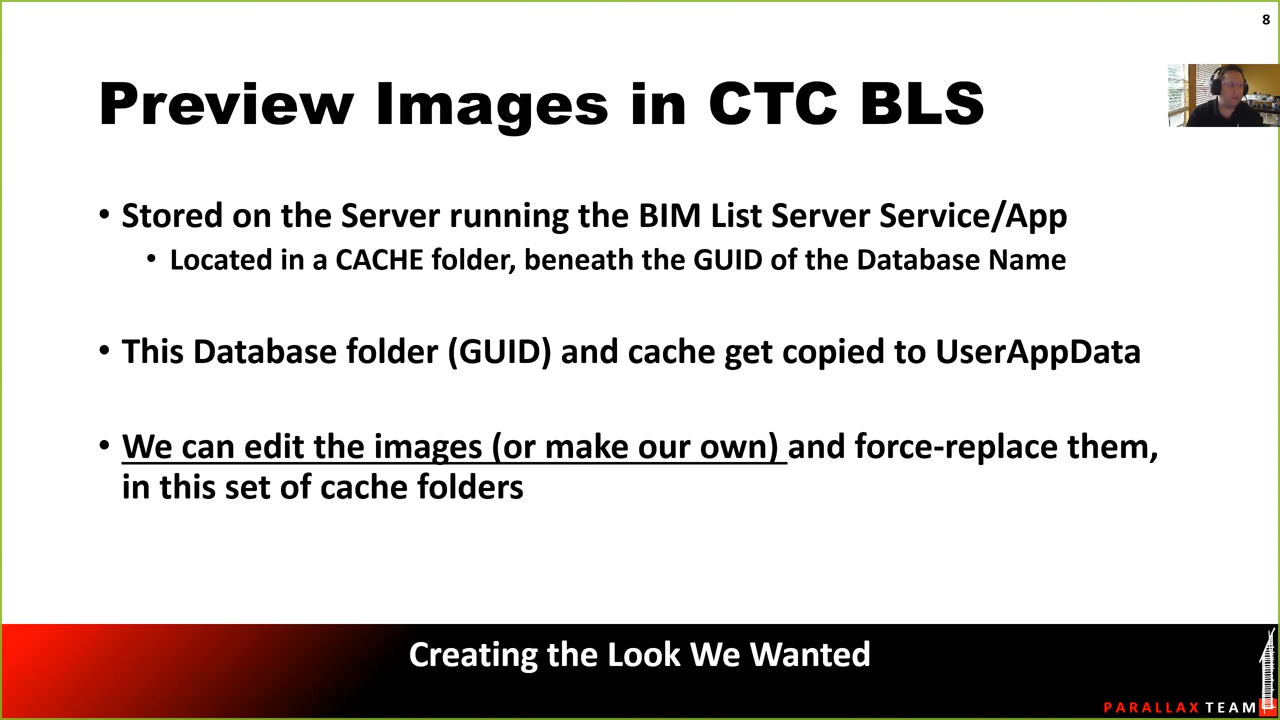 8
Preview Images in CTC BLS
• Stored on the Server running the BIM List Server Service/App
• Located in a CACHE folder, beneath the GUID of the Database Name
• This Database folder (GUID) and cache get copied to UserAppData
• We can edit the images (or make our own) and force-replace them,
in this set of cache folders
Creating the Look We Wanted
PARALLAX TEAM